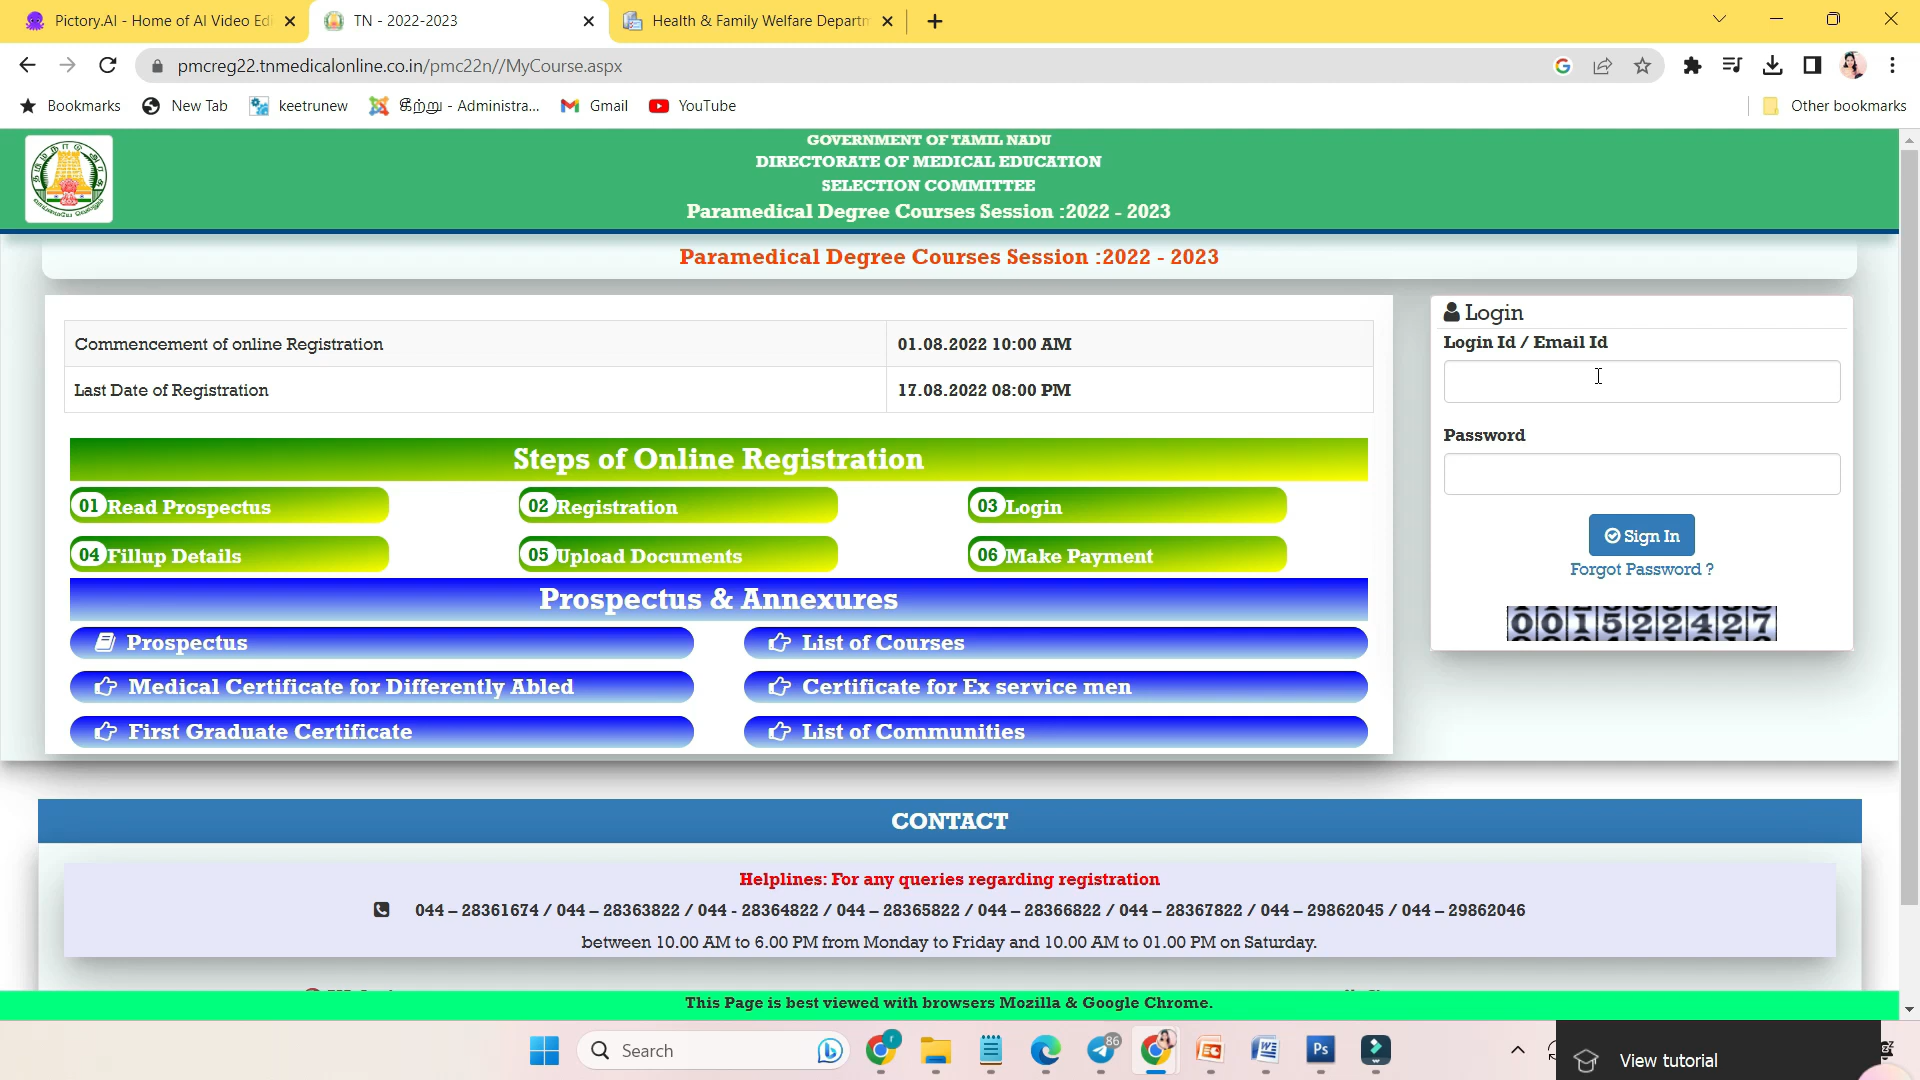 Pictory.AI - Home of AI Video Edi
TN - 2022-2023
Health & Family Welfare Departm
pmcreg22.tnmedicalonline.co.in/pmc22n//MyCourse.aspx
Bookmarks
New Tab
keetrunew
கீற்று - Administra...
Gmail
YouTube
Other bookmarks
GOVERNMENT OF TAMIL NADU
DIRECTORATE OF MEDICAL EDUCATION
SELECTION COMMITTEE
Paramedical Degree Courses Session :2022 - 2023
Paramedical Degree Courses Session :2022 - 2023
Commencement of online Registration 01.08.2022 10:00 AM
Last Date of Registration 17.08.2022 08:00 PM
Login
Login Id / Email Id
Password
Sign In
Forgot Password ?
001522427
Steps of Online Registration
01 Read Prospectus
02 Registration
03 Login
04 Fillup Details
05 Upload Documents
06 Make Payment
Prospectus & Annexures
Prospectus
List of Courses
Medical Certificate for Differently Abled
Certificate for Ex service men
First Graduate Certificate
List of Communities
CONTACT
Helplines: For any queries regarding registration
044 – 28361674 / 044 – 28363822 / 044 - 28364822 / 044 – 28365822 / 044 – 28366822 / 044 – 28367822 / 044 – 29862045 / 044 – 29862046
between 10.00 AM to 6.00 PM from Monday to Friday and 10.00 AM to 01.00 PM on Saturday.
This Page is best viewed with browsers Mozilla & Google Chrome.
Search
86
Ps
View tutorial